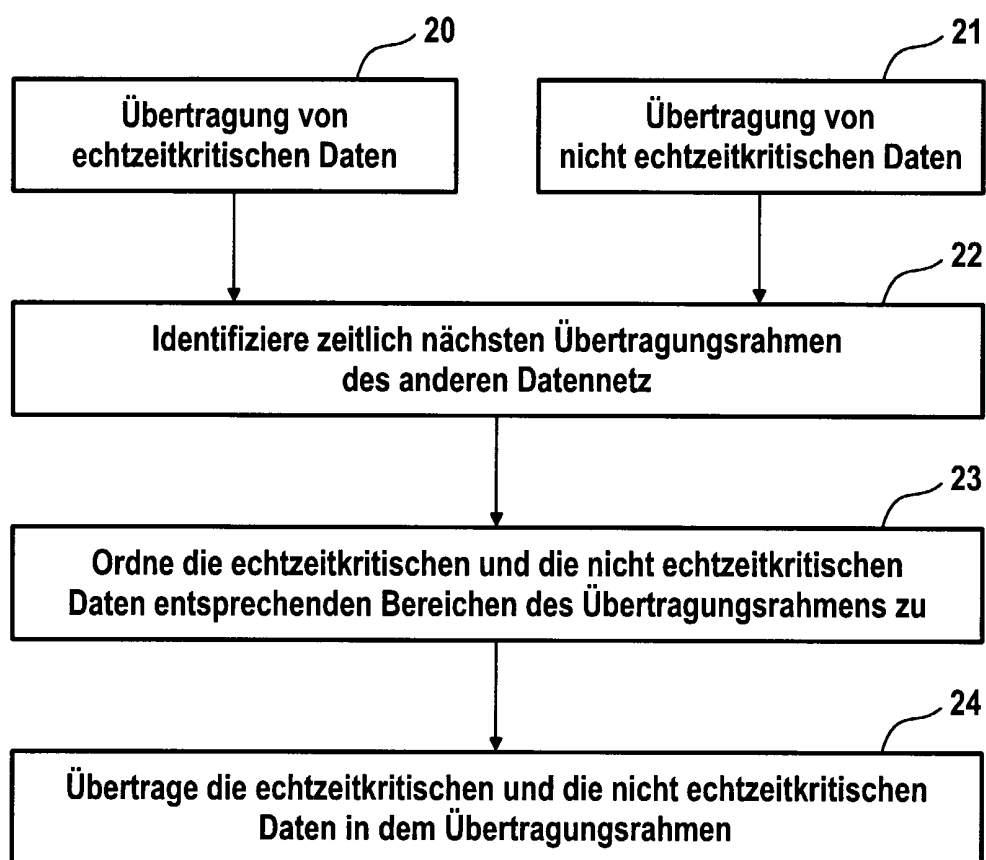 20
Übertragung von
echtzeitkritischen Daten
21
Übertragung von
nicht echtzeitkritischen Daten
22
Identifiziere zeitlich nächsten Übertragungsrahmen
des anderen Datennetz
23
Ordne die echtzeitkritischen und die nicht echtzeitkritischen
Daten entsprechenden Bereichen des Übertragungsrahmens zu
24
Übertrage die echtzeitkritischen und die nicht echtzeitkritischen
Daten in dem Übertragungsrahmen